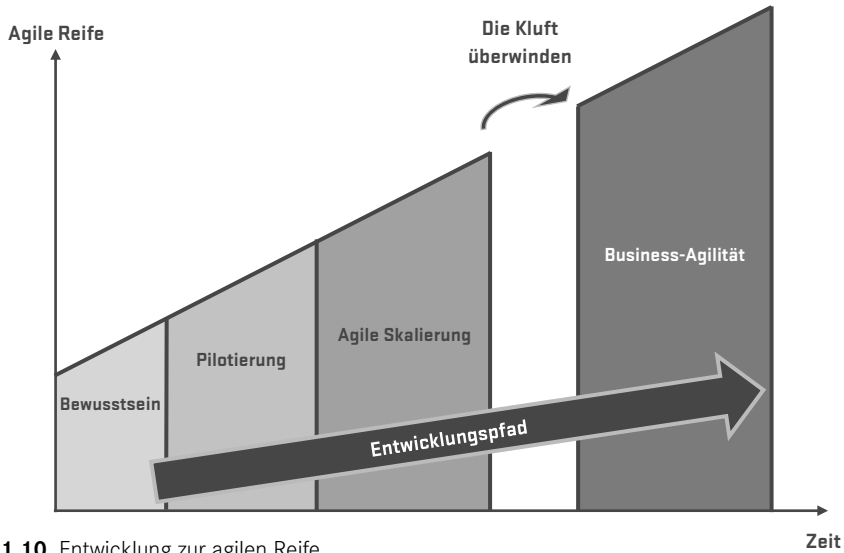 Agile Reife
Die Kluft
überwinden
Business-Agilität
Agile Skalierung
Pilotierung
Bewusstsein
Entwicklungspfad
Zeit
1.10 Entwicklung zur agilen Reife